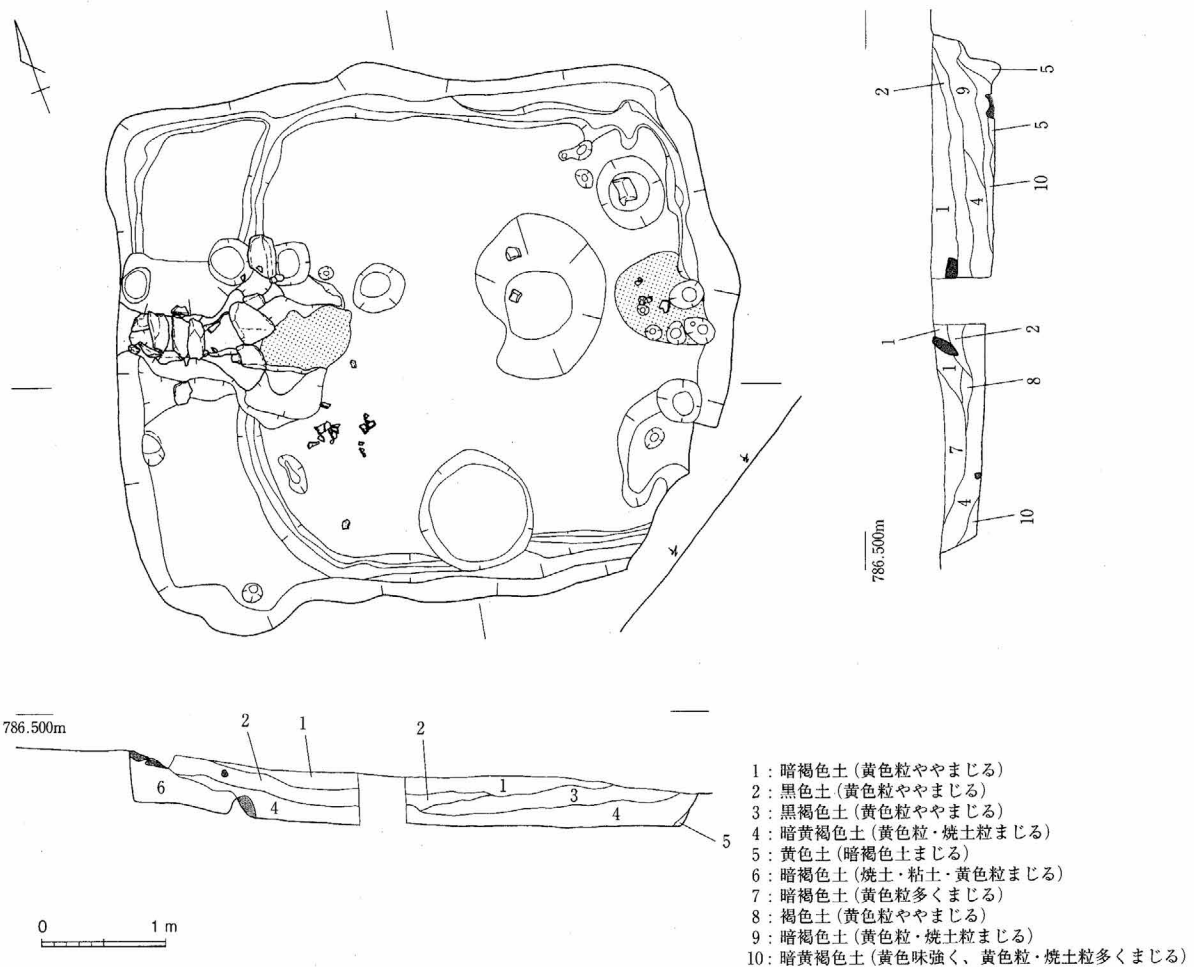 5
2
9
5
10
1
4
1
2
1
8
7
4
10
786.500m
786.500m
2
1
2
6
4
1
3
4
5
0 1 m
1：暗褐色土（黄色粒ややまじる）
2：黒色土（黄色粒ややまじる）
3：黒褐色土（黄色粒ややまじる）
4：暗黄褐色土（黄色粒・焼土粒まじる）
5：黄色土（暗褐色土まじる）
6：暗褐色土（焼土・粘土・黄色粒まじる）
7：暗褐色土（黄色粒多くまじる）
8：褐色土（黄色粒ややまじる）
9：暗褐色土（黄色粒・焼土粒まじる）
10：暗黄褐色土（黄色味強く、黄色粒・焼土粒多くまじる）